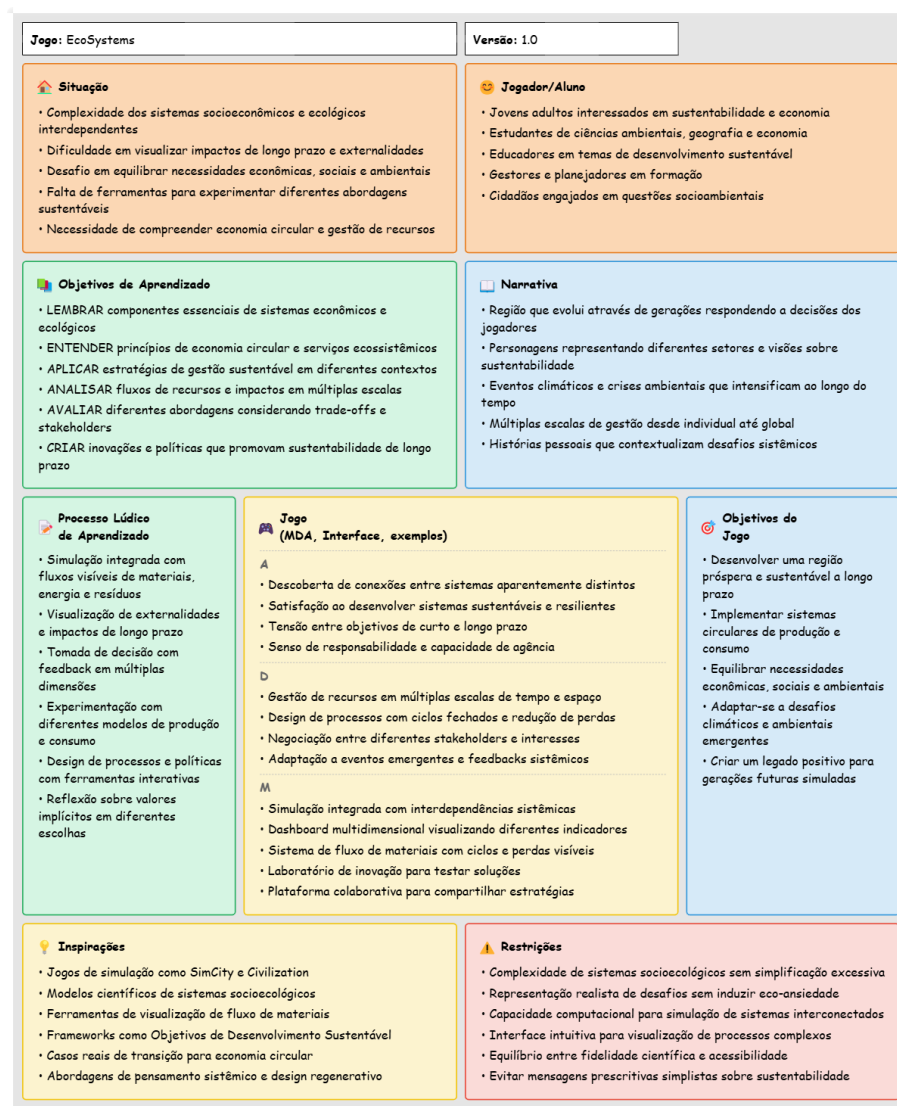 Jogo: EcoSystems
Versão: 1.0
Situação
• Complexidade dos sistemas socioeconômicos e ecológicos
interdependentes
• Dificuldade em visualizar impactos de longo prazo e externalidades
• Desafio em equilibrar necessidades econômicas, sociais e ambientais
• Falta de ferramentas para experimentar diferentes abordagens
sustentáveis
• Necessidade de compreender economia circular e gestão de recursos
Jogador/Aluno
• Jovens adultos interessados em sustentabilidade e economia
• Estudantes de ciências ambientais, geografia e economia
• Educadores em temas de desenvolvimento sustentável
• Gestores e planejadores em formação
• Cidadãos engajados em questões socioambientais
Objetivos de Aprendizado
• LEMBRAR componentes essenciais de sistemas econômicos e
ecológicos
• ENTENDER princípios de economia circular e serviços ecossistêmicos
• APLICAR estratégias de gestão sustentável em diferentes contextos
• ANALISAR fluxos de recursos e impactos em múltiplas escalas
• AVALIAR diferentes abordagens considerando trade-offs e
stakeholders
• CRIAR inovações e políticas que promovam sustentabilidade de longo
prazo
Narrativa
• Região que evolui através de gerações respondendo a decisões dos
jogadores
• Personagens representando diferentes setores e visões sobre
sustentabilidade
• Eventos climáticos e crises ambientais que intensificam ao longo do
tempo
• Múltiplas escalas de gestão desde individual até global
• Histórias pessoais que contextualizam desafios sistêmicos
Processo Lúdico
de Aprendizado
• Simulação integrada com
fluxos visíveis de materiais,
energia e resíduos
• Visualização de externalidades
e impactos de longo prazo
• Tomada de decisão com
feedback em múltiplas
dimensões
• Experimentação com
diferentes modelos de produção
e consumo
• Design de processos e políticas
com ferramentas interativas
• Reflexão sobre valores
implícitos em diferentes
escolhas
Jogo
(MDA, Interface, exemplos)
A
• Descoberta de conexões entre sistemas aparentemente distintos
• Satisfação ao desenvolver sistemas sustentáveis e resilientes
• Tensão entre objetivos de curto e longo prazo
• Senso de responsabilidade e capacidade de agência
D
• Gestão de recursos em múltiplas escalas de tempo e espaço
• Design de processos com ciclos fechados e redução de perdas
• Negociação entre diferentes stakeholders e interesses
• Adaptação a eventos emergentes e feedbacks sistêmicos
M
• Simulação integrada com interdependências sistêmicas
• Dashboard multidimensional visualizando diferentes indicadores
• Sistema de fluxo de materiais com ciclos e perdas visíveis
• Laboratório de inovação para testar soluções
• Plataforma colaborativa para compartilhar estratégias
Objetivos do
Jogo
• Desenvolver uma região
próspera e sustentável a longo
prazo
• Implementar sistemas
circulares de produção e
consumo
• Equilibrar necessidades
econômicas, sociais e ambientais
• Adaptar-se a desafios
climáticos e ambientais
emergentes
• Criar um legado positivo para
gerações futuras simuladas
Inspirações
• Jogos de simulação como SimCity e Civilization
• Modelos científicos de sistemas socioecológicos
• Ferramentas de visualização de fluxo de materiais
• Frameworks como Objetivos de Desenvolvimento Sustentável
• Casos reais de transição para economia circular
• Abordagens de pensamento sistêmico e design regenerativo
Restrições
• Complexidade de sistemas socioecológicos sem simplificação excessiva
• Representação realista de desafios sem induzir eco-ansiedade
• Capacidade computacional para simulação de sistemas interconectados
• Interface intuitiva para visualização de processos complexos
• Equilíbrio entre fidelidade científica e acessibilidade
• Evitar mensagens prescritivas simplistas sobre sustentabilidade